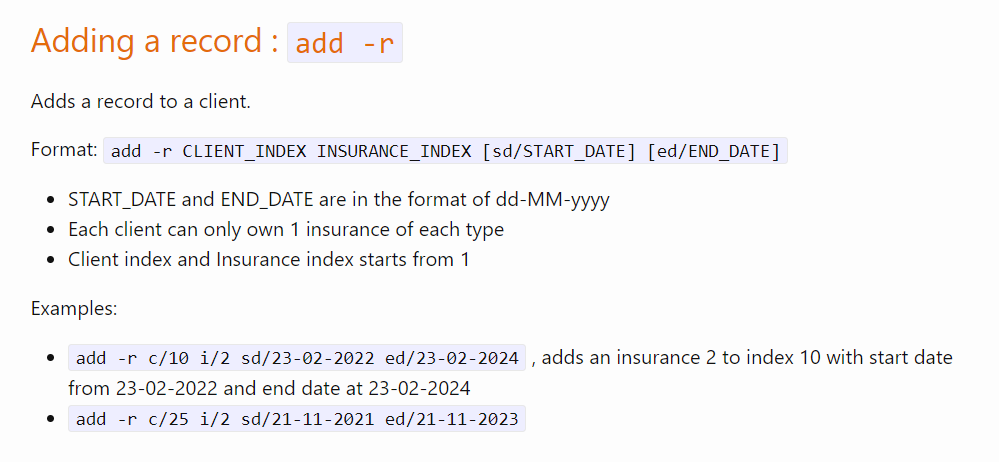 Adding a record : add -r
Adds a record to a client.
Format: add -r CLIENT_INDEX INSURANCE_INDEX [sd/START_DATE] [ed/END_DATE]
• START_DATE and END_DATE are in the format of dd-MM-yyyy
• Each client can only own 1 insurance of each type
• Client index and Insurance index starts from 1
Examples:
• add -r c/10 i/2 sd/23-02-2022 ed/23-02-2024 , adds an insurance 2 to index 10 with start date
from 23-02-2022 and end date at 23-02-2024
• add -r c/25 i/2 sd/21-11-2021 ed/21-11-2023